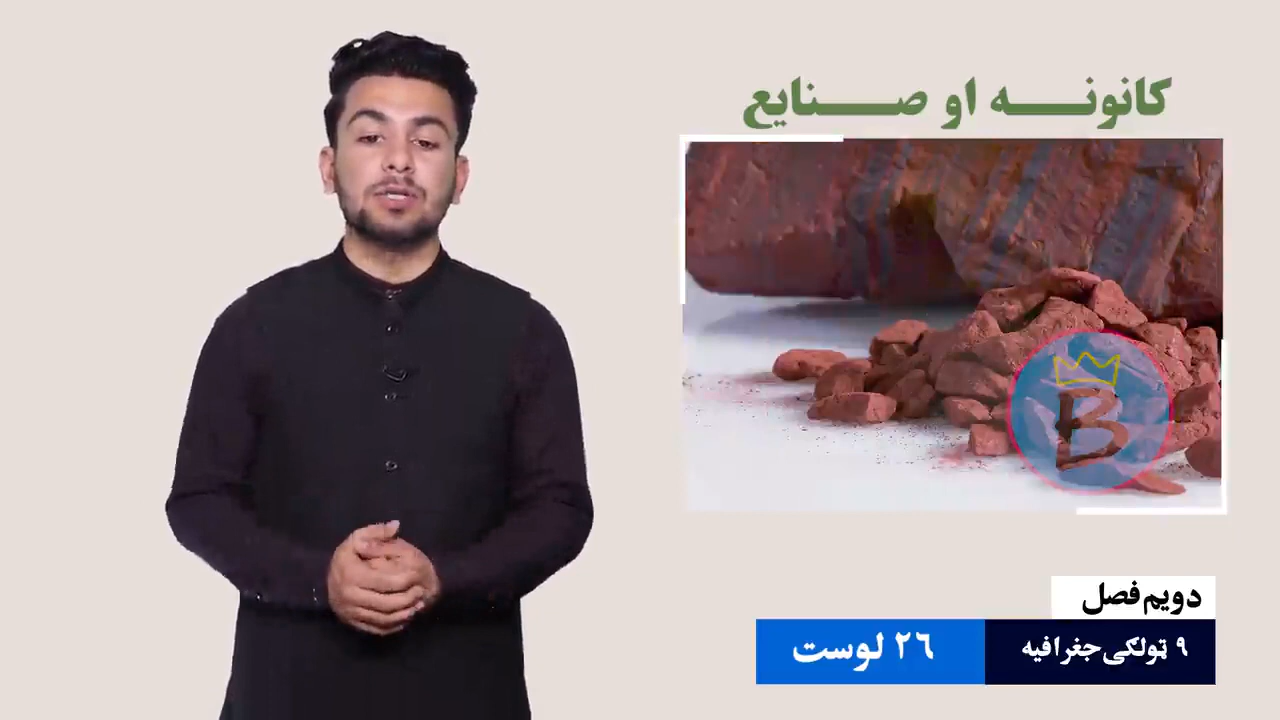 کانونه او صنایع
B
دویم فصل
۹ ټولګی جغرافیه
۲۶ لوست